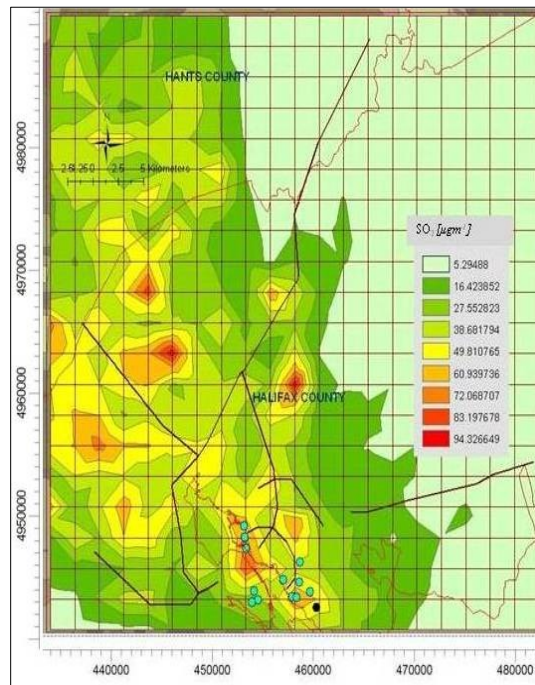 HANTS COUNTY
2.5 1.25 0 2.5 5 Kilometers
HALIFAX COUNTY
SO₂ [µgm⁻³]
5.29488
16.423852
27.552823
38.681794
49.810765
60.939736
72.068707
83.197678
94.326649
4980000
4970000
4960000
4950000
440000 450000 460000 470000 480000